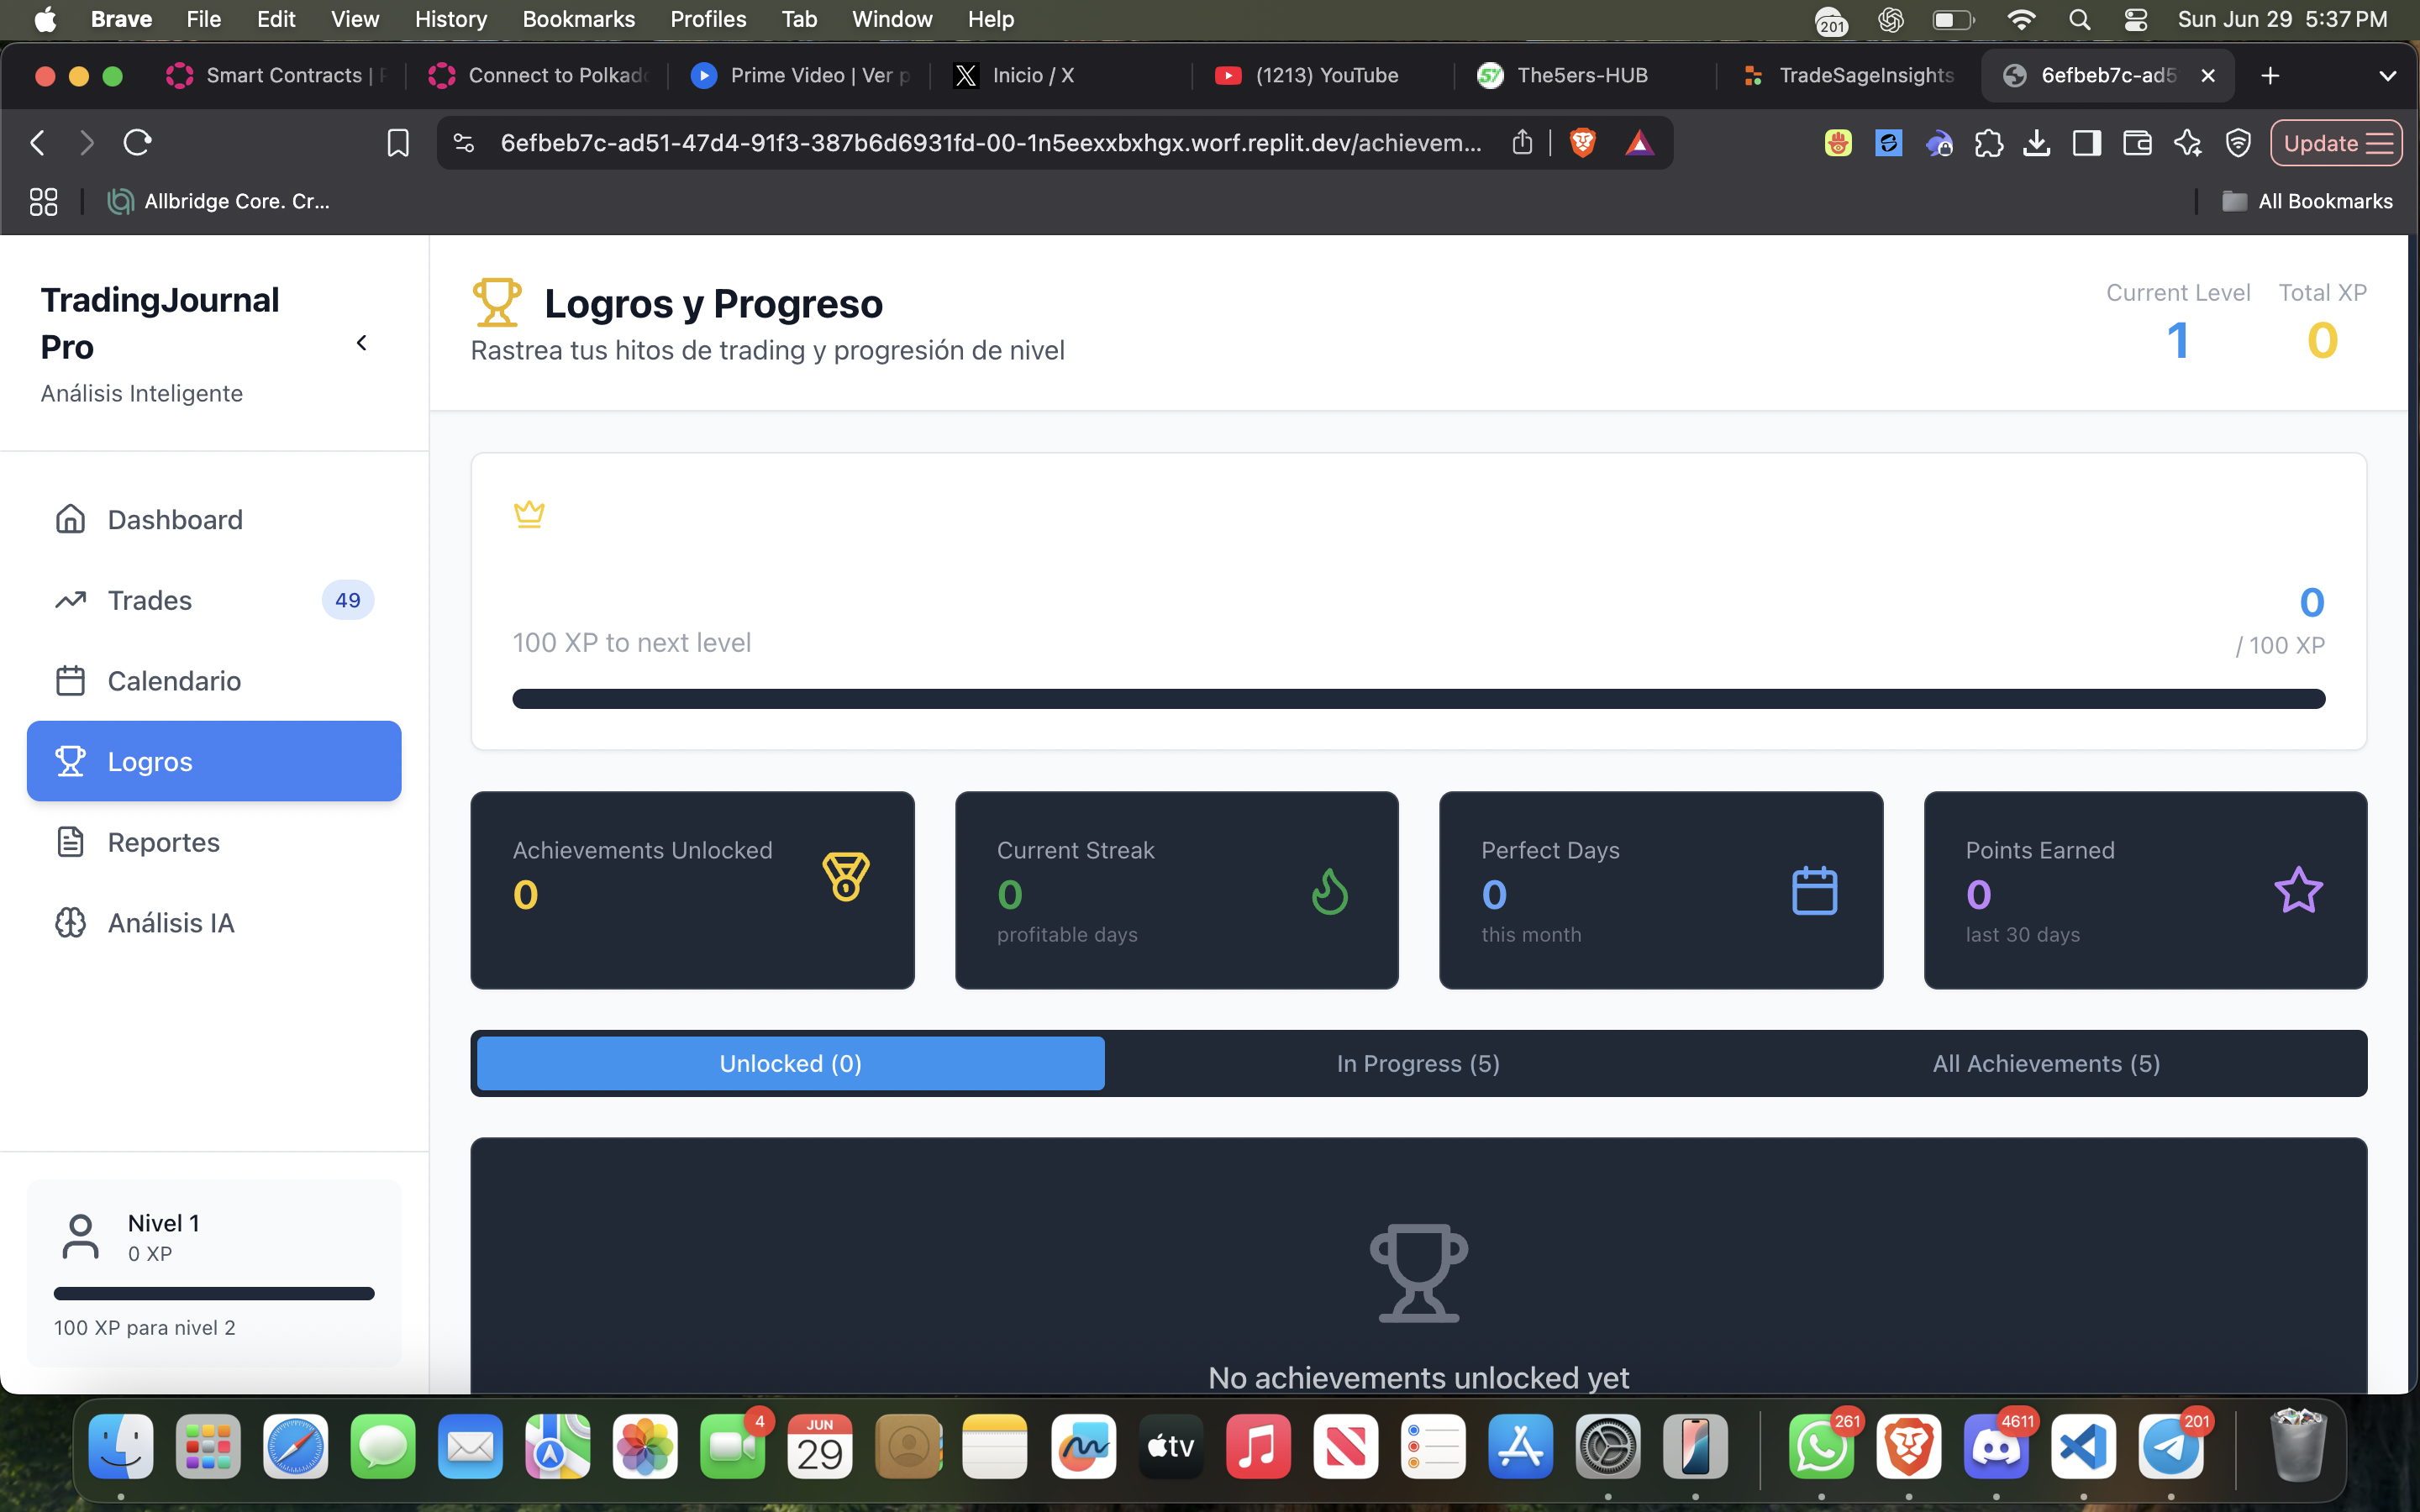 Brave File Edit View History Bookmarks Profiles Tab Window Help 201 Sun Jun 29 5:37 PM
Smart Contracts | Connect to Polkad Prime Video | Ver p Inicio / X (1213) YouTube The5ers-HUB TradeSageInsights 6efbeb7c-ad5
6efbeb7c-ad51-47d4-91f3-387b6d6931fd-00-1n5eexxbxhgx.worf.replit.dev/achievem... Update
Allbridge Core. Cr... All Bookmarks
TradingJournal
Pro
Análisis Inteligente
Dashboard
Trades 49
Calendario
Logros
Reportes
Análisis IA
Nivel 1
0 XP
100 XP para nivel 2
Logros y Progreso
Rastrea tus hitos de trading y progresión de nivel
Current Level Total XP
1 0
0
100 XP to next level / 100 XP
Achievements Unlocked
0
Current Streak
0
profitable days
Perfect Days
0
this month
Points Earned
0
last 30 days
Unlocked (0) In Progress (5) All Achievements (5)
No achievements unlocked yet
4 JUN 29 tv 261 4611 201